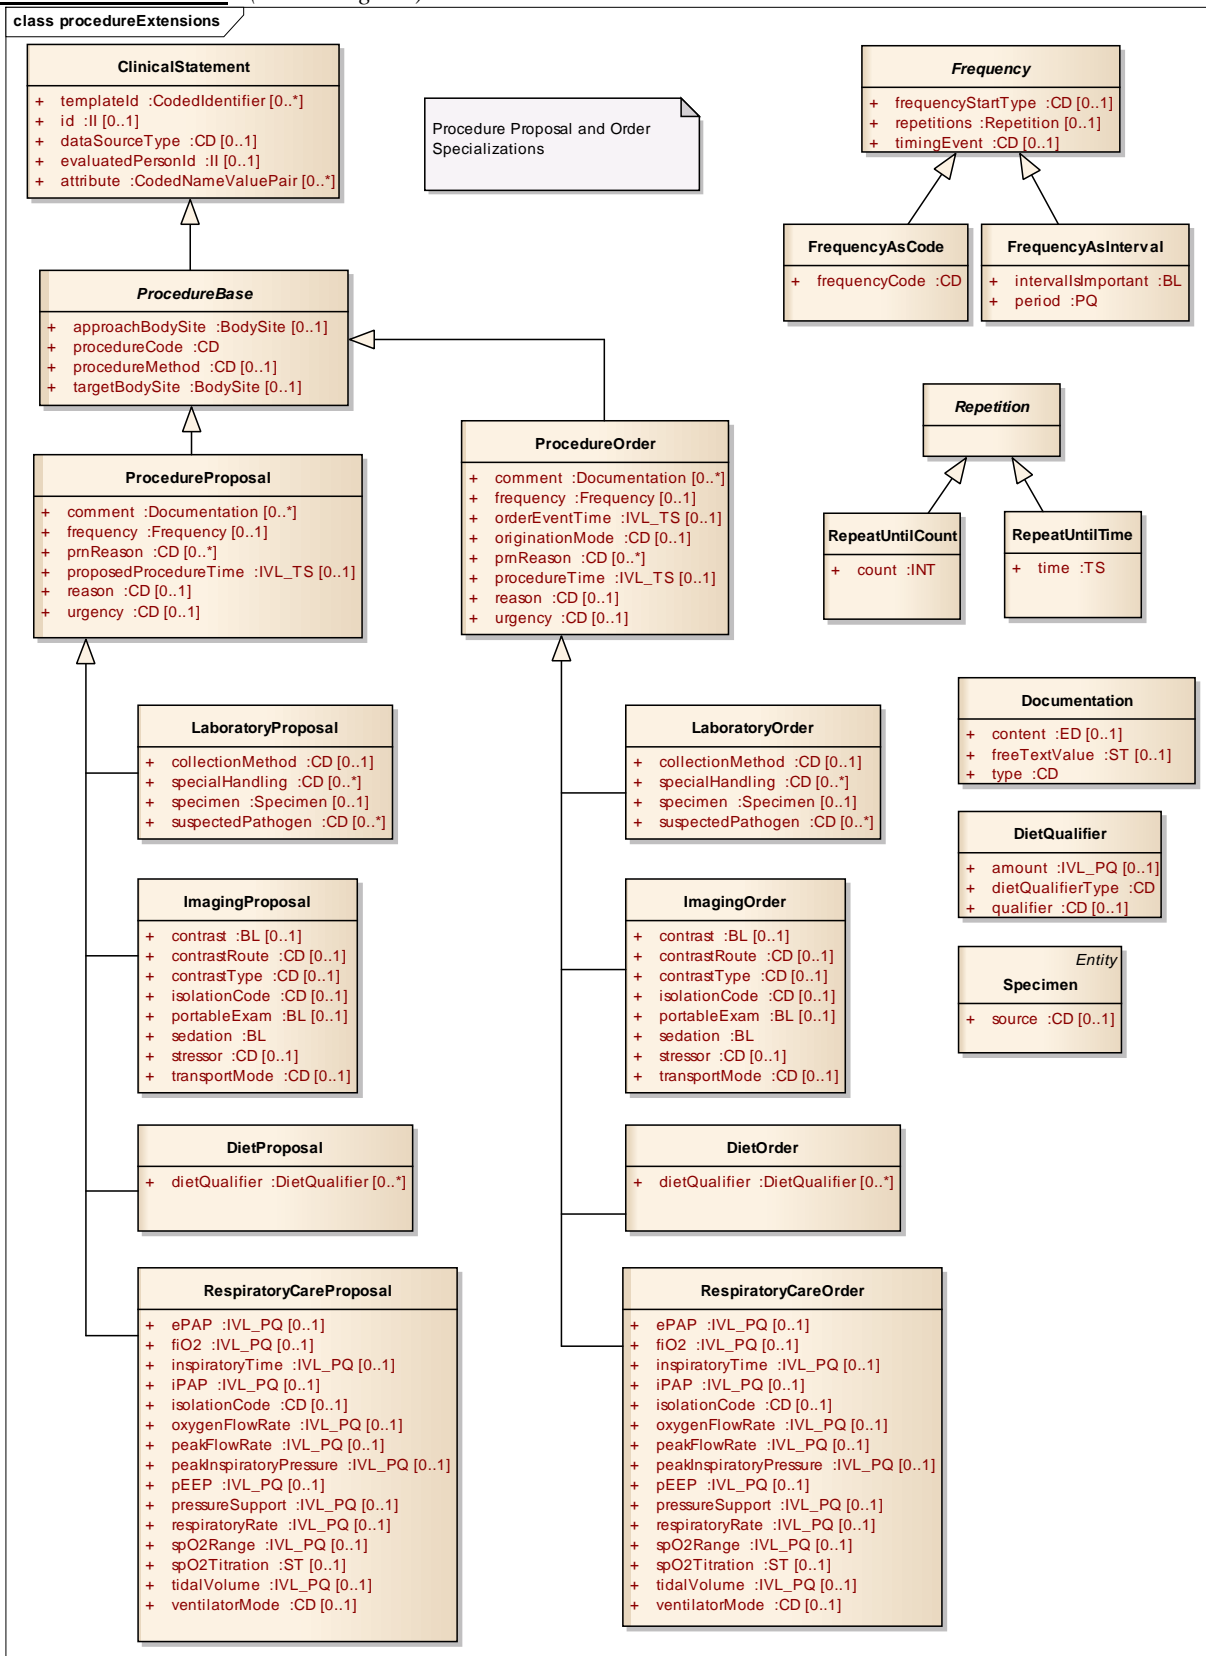 class procedureExtensions
ClinicalStatement
+ templateId :CodedIdentifier [0..*]
+ id :II [0..1]
+ dataSourceType :CD [0..1]
+ evaluatedPersonId :II [0..1]
+ attribute :CodedNameValuePair [0..*]
Procedure Proposal and Order
Specializations
Frequency
+ frequencyStartType :CD [0..1]
+ repetitions :Repetition [0..1]
+ timingEvent :CD [0..1]
FrequencyAsCode
+ frequencyCode :CD
FrequencyAsInterval
+ intervalIsImportant :BL
+ period :PQ
ProcedureBase
+ approachBodySite :BodySite [0..1]
+ procedureCode :CD
+ procedureMethod :CD [0..1]
+ targetBodySite :BodySite [0..1]
Repetition
RepeatUntilCount
+ count :INT
RepeatUntilTime
+ time :TS
ProcedureProposal
+ comment :Documentation [0..*]
+ frequency :Frequency [0..1]
+ prnReason :CD [0..*]
+ proposedProcedureTime :IVL_TS [0..1]
+ reason :CD [0..1]
+ urgency :CD [0..1]
ProcedureOrder
+ comment :Documentation [0..*]
+ frequency :Frequency [0..1]
+ orderEventTime :IVL_TS [0..1]
+ originationMode :CD [0..1]
+ prnReason :CD [0..*]
+ procedureTime :IVL_TS [0..1]
+ reason :CD [0..1]
+ urgency :CD [0..1]
LaboratoryProposal
+ collectionMethod :CD [0..1]
+ specialHandling :CD [0..*]
+ specimen :Specimen [0..1]
+ suspectedPathogen :CD [0..*]
LaboratoryOrder
+ collectionMethod :CD [0..1]
+ specialHandling :CD [0..*]
+ specimen :Specimen [0..1]
+ suspectedPathogen :CD [0..*]
Documentation
+ content :ED [0..1]
+ freeTextValue :ST [0..1]
+ type :CD
DietQualifier
+ amount :IVL_PQ [0..1]
+ dietQualifierType :CD
+ qualifier :CD [0..1]
Entity
Specimen
+ source :CD [0..1]
ImagingProposal
+ contrast :BL [0..1]
+ contrastRoute :CD [0..1]
+ contrastType :CD [0..1]
+ isolationCode :CD [0..1]
+ portableExam :BL [0..1]
+ sedation :BL
+ stressor :CD [0..1]
+ transportMode :CD [0..1]
ImagingOrder
+ contrast :BL [0..1]
+ contrastRoute :CD [0..1]
+ contrastType :CD [0..1]
+ isolationCode :CD [0..1]
+ portableExam :BL [0..1]
+ sedation :BL
+ stressor :CD [0..1]
+ transportMode :CD [0..1]
DietProposal
+ dietQualifier :DietQualifier [0..*]
DietOrder
+ dietQualifier :DietQualifier [0..*]
RespiratoryCareProposal
+ ePAP :IVL_PQ [0..1]
+ fiO2 :IVL_PQ [0..1]
+ inspiratoryTime :IVL_PQ [0..1]
+ iPAP :IVL_PQ [0..1]
+ isolationCode :CD [0..1]
+ oxygenFlowRate :IVL_PQ [0..1]
+ peakFlowRate :IVL_PQ [0..1]
+ peakInspiratoryPressure :IVL_PQ [0..1]
+ pEEP :IVL_PQ [0..1]
+ pressureSupport :IVL_PQ [0..1]
+ respiratoryRate :IVL_PQ [0..1]
+ spO2Range :IVL_PQ [0..1]
+ spO2Titration :ST [0..1]
+ tidalVolume :IVL_PQ [0..1]
+ ventilatorMode :CD [0..1]
RespiratoryCareOrder
+ ePAP :IVL_PQ [0..1]
+ fiO2 :IVL_PQ [0..1]
+ inspiratoryTime :IVL_PQ [0..1]
+ iPAP :IVL_PQ [0..1]
+ isolationCode :CD [0..1]
+ oxygenFlowRate :IVL_PQ [0..1]
+ peakFlowRate :IVL_PQ [0..1]
+ peakInspiratoryPressure :IVL_PQ [0..1]
+ pEEP :IVL_PQ [0..1]
+ pressureSupport :IVL_PQ [0..1]
+ respiratoryRate :IVL_PQ [0..1]
+ spO2Range :IVL_PQ [0..1]
+ spO2Titration :ST [0..1]
+ tidalVolume :IVL_PQ [0..1]
+ ventilatorMode :CD [0..1]